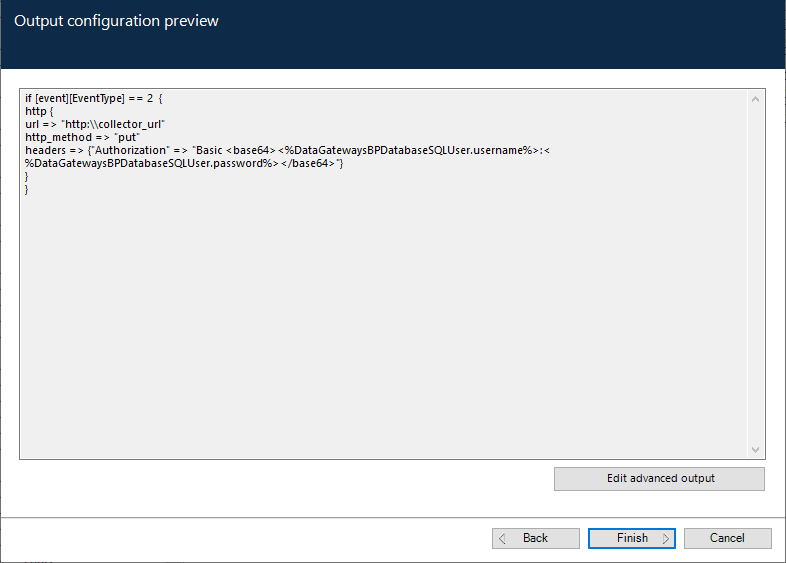 Output configuration preview
if [event][EventType] == 2 {
http {
url => "http:\\collector_url"
http_method => "put"
headers => {"Authorization" => "Basic <base64><%DataGatewaysBPDatabaseSQLUser.username%>:<
%DataGatewaysBPDatabaseSQLUser.password%></base64>"}
}
}
Edit advanced output
Back
Finish
Cancel